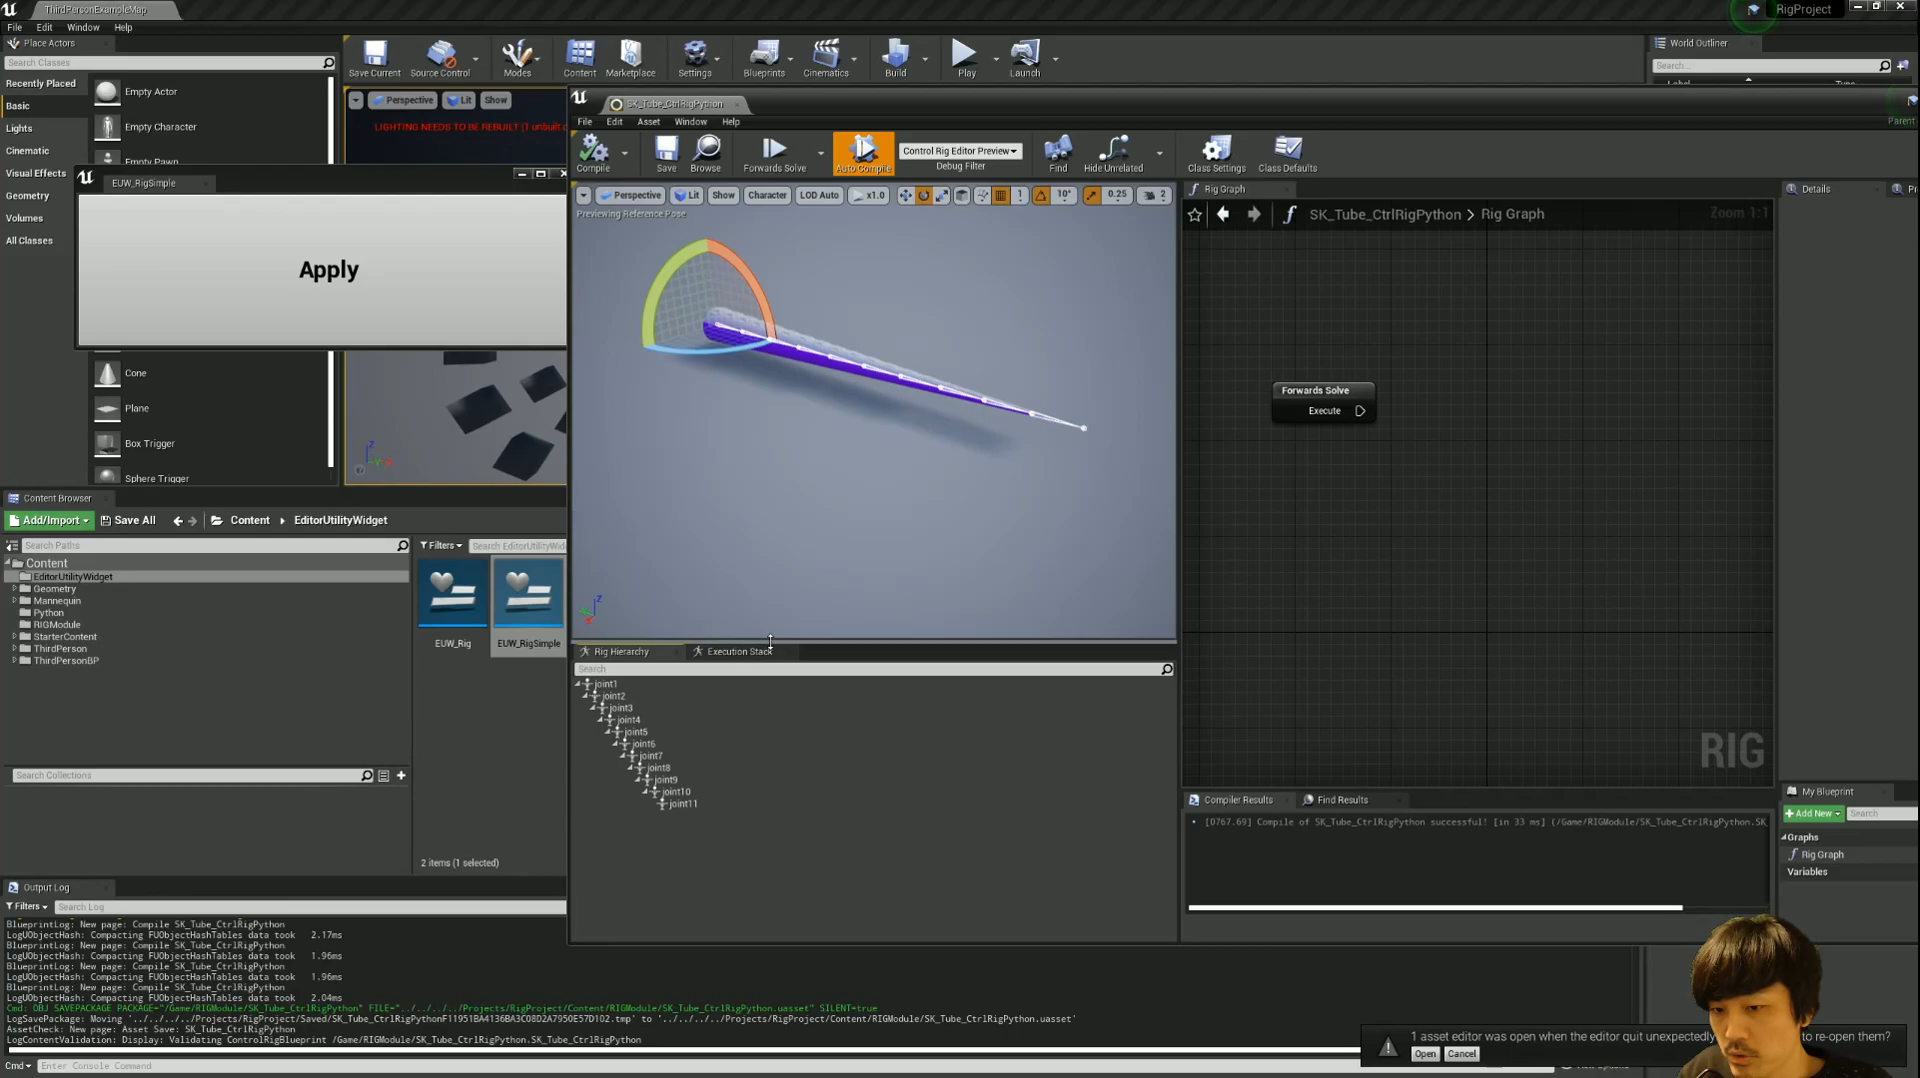 ThirdPersonExampleMap
RigProject
File Edit Window Help
Place Actors
Search Classes
Recently Placed
Basic
Lights
Cinematic
Visual Effects
Geometry
Volumes
All Classes
Empty Actor
Empty Character
Empty Pawn
Cone
Plane
Box Trigger
Sphere Trigger
Save Current
Source Control
Modes
Content
Marketplace
Settings
Blueprints
Cinematics
Build
Play
Launch
World Outliner
Search...
Label
Perspective Lit Show
LIGHTING NEEDS TO BE REBUILT (1 unbuilt
EUW_RigSimple
Apply
SK_Tube_CtrlRigPython
File Edit Asset Window Help
Parent
Compile
Save
Browse
Forwards Solve
Auto Compile
Control Rig Editor Preview
Debug Filter
Find
Hide Unrelated
Class Settings
Class Defaults
Perspective Lit Show Character LOD Auto x1.0 1 10° 0.25 2
Previewing Reference Pose
Rig Graph
SK_Tube_CtrlRigPython > Rig Graph
Zoom 1:1
Forwards Solve
Execute
RIG
Details
Rig Hierarchy
Execution Stack
Search
joint1
joint2
joint3
joint4
joint5
joint6
joint7
joint8
joint9
joint10
joint11
Compiler Results
Find Results
[0767.69] Compile of SK_Tube_CtrlRigPython successful! [in 33 ms] (/Game/RIGModule/SK_Tube_CtrlRigPython.SK_
My Blueprint
Add New
Search
Graphs
Rig Graph
Variables
Content Browser
Add/Import Save All Content EditorUtilityWidget
Search Paths
Filters
Search EditorUtilityWid
Content
EditorUtilityWidget
Geometry
Mannequin
Python
RIGModule
StarterContent
ThirdPerson
ThirdPersonBP
EUW_Rig
EUW_RigSimple
Search Collections
2 items (1 selected)
Output Log
Filters
Search Log
BlueprintLog: New page: Compile SK_Tube_CtrlRigPython
LogUObjectHash: Compacting FUObjectHashTables data took 2.17ms
BlueprintLog: New page: Compile SK_Tube_CtrlRigPython
LogUObjectHash: Compacting FUObjectHashTables data took 1.96ms
BlueprintLog: New page: Compile SK_Tube_CtrlRigPython
LogUObjectHash: Compacting FUObjectHashTables data took 1.96ms
BlueprintLog: New page: Compile SK_Tube_CtrlRigPython
LogUObjectHash: Compacting FUObjectHashTables data took 2.04ms
Cmd: OBJ SAVEPACKAGE PACKAGE="/Game/RIGModule/SK_Tube_CtrlRigPython" FILE="../../../../Projects/RigProject/Content/RIGModule/SK_Tube_CtrlRigPython.uasset" SILENT=true
LogSavePackage: Moving '../../../../Projects/RigProject/Saved/SK_Tube_CtrlRigPythonF11951BA4136BA3C08D2A7950E57D102.tmp' to '../../../../Projects/RigProject/Content/RIGModule/SK_Tube_CtrlRigPython.uasset'
AssetCheck: New page: Asset Save: SK_Tube_CtrlRigPython
LogContentValidation: Display: Validating ControlRigBlueprint /Game/RIGModule/SK_Tube_CtrlRigPython.SK_Tube_CtrlRigPython
Cmd
Enter Console Command
1 asset editor was open when the editor quit unexpectedly to re-open them?
Open Cancel